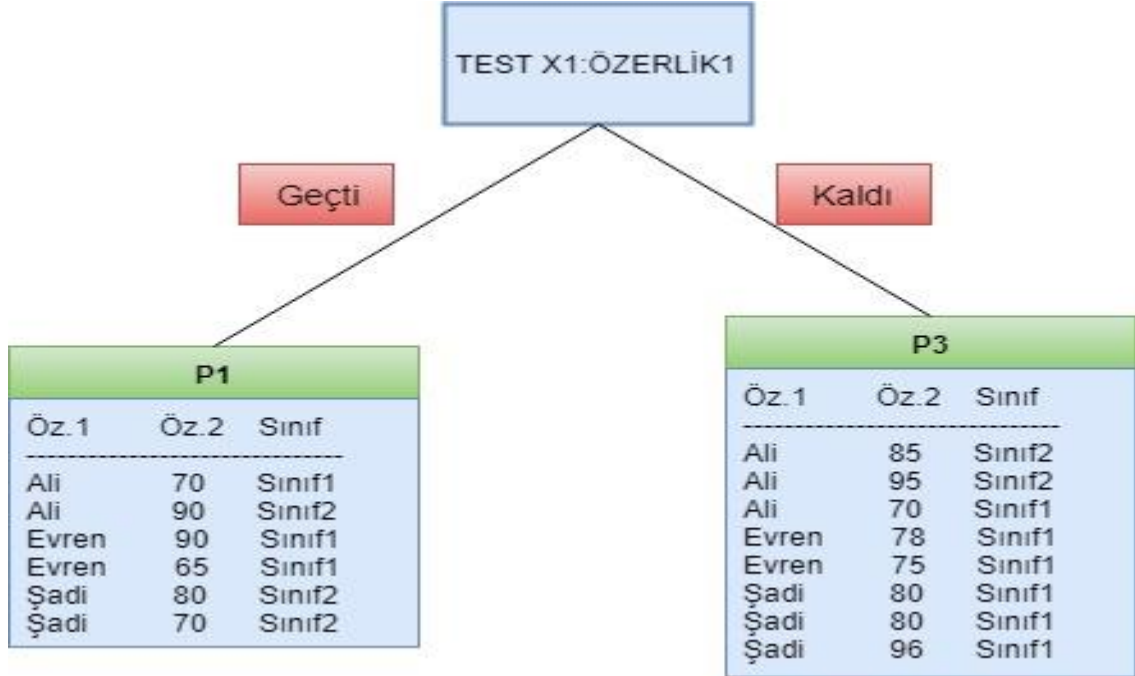 TEST X1:ÖZERLİK1
Geçti
Kaldı
P1
Öz.1 Öz.2 Sınıf
------------------------------
Ali 70 Sınıf1
Ali 90 Sınıf2
Evren 90 Sınıf1
Evren 65 Sınıf1
Şadi 80 Sınıf2
Şadi 70 Sınıf2
P3
Öz.1 Öz.2 Sınıf
------------------------------
Ali 85 Sınıf2
Ali 95 Sınıf2
Ali 70 Sınıf1
Evren 78 Sınıf1
Evren 75 Sınıf1
Şadi 80 Sınıf1
Şadi 80 Sınıf1
Şadi 96 Sınıf1